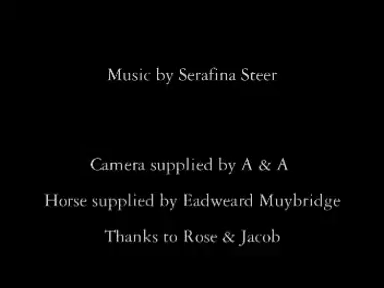 Music by Serafina Steer
Camera supplied by A & A
Horse supplied by Eadweard Muybridge
Thanks to Rose & Jacob